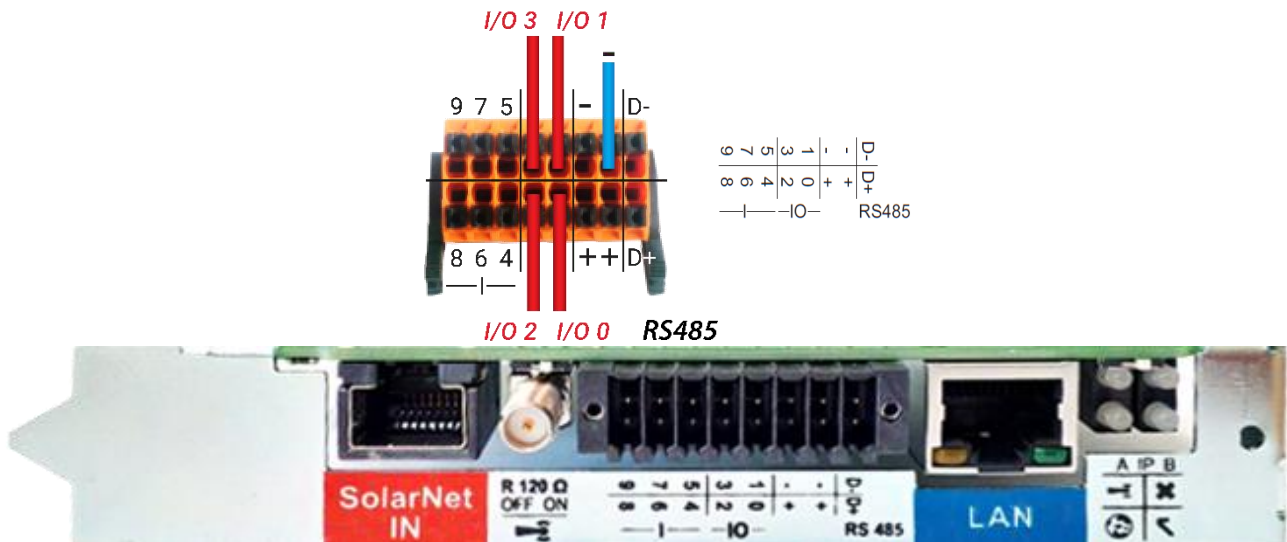 I/O 3 I/O 1
-
9 7 5 - D-
8 6 4 + + D+
I
I/O 2 I/O 0 RS485
9 7 5 3 1 - - D-
8 6 4 2 0 + + D+
I IO RS485
SolarNet
IN
R 120 Ω
OFF ON
9 7 5 3 1 - - D-
8 6 4 2 0 + + D+
I IO RS 485
LAN
A IP B